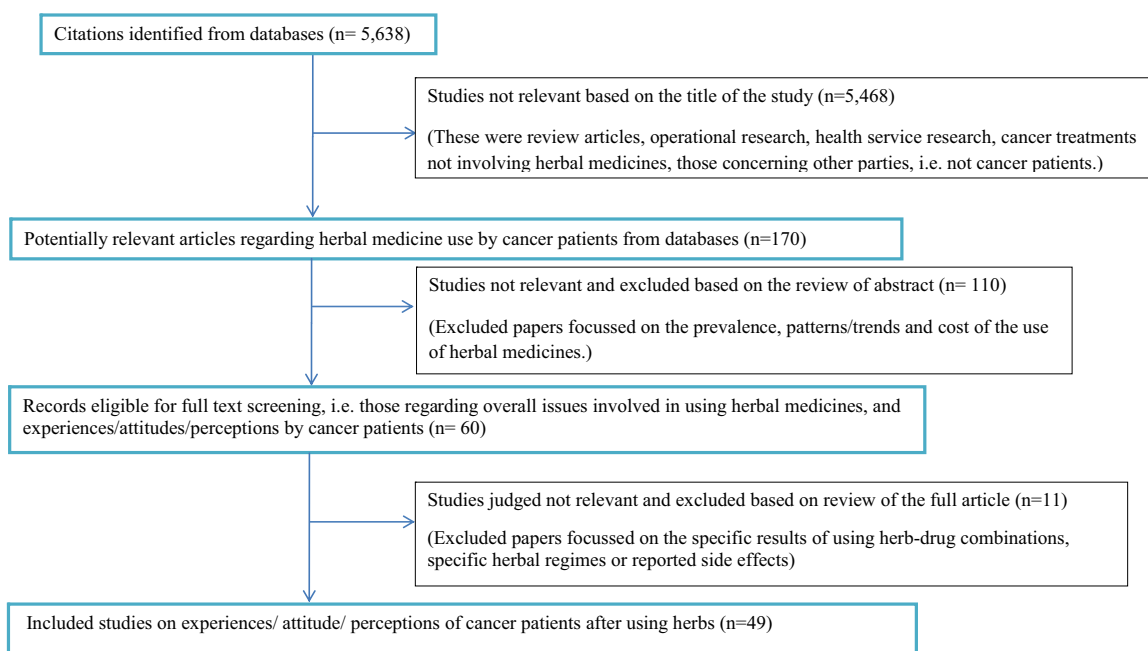 Citations identified from databases (n= 5,638)
Studies not relevant based on the title of the study (n=5,468)
(These were review articles, operational research, health service research, cancer treatments
not involving herbal medicines, those concerning other parties, i.e. not cancer patients.)
Potentially relevant articles regarding herbal medicine use by cancer patients from databases (n=170)
Studies not relevant and excluded based on the review of abstract (n= 110)
(Excluded papers focussed on the prevalence, patterns/trends and cost of the use
of herbal medicines.)
Records eligible for full text screening, i.e. those regarding overall issues involved in using herbal medicines, and
experiences/attitudes/perceptions by cancer patients (n= 60)
Studies judged not relevant and excluded based on review of the full article (n=11)
(Excluded papers focussed on the specific results of using herb-drug combinations,
specific herbal regimes or reported side effects)
Included studies on experiences/ attitude/ perceptions of cancer patients after using herbs (n=49)